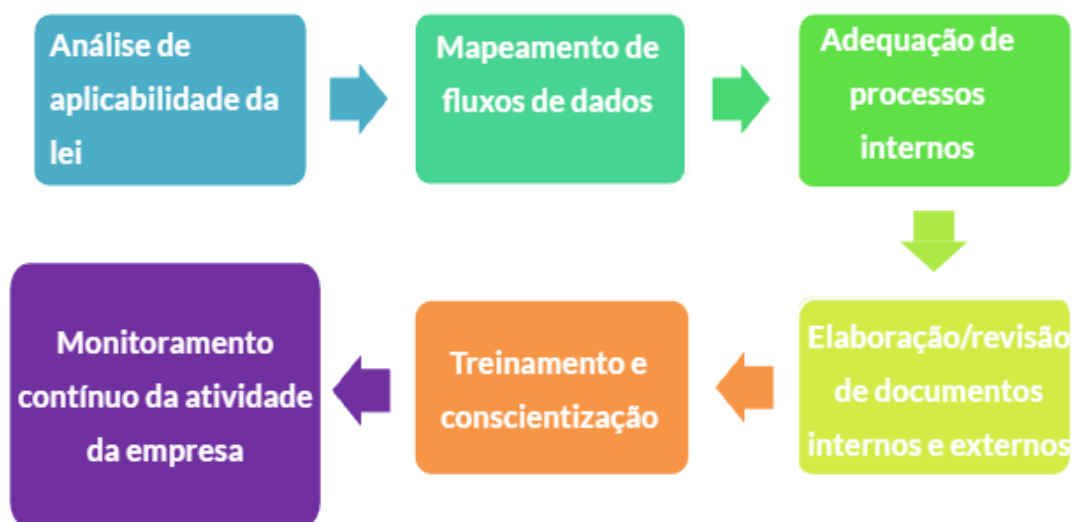 Análise de
aplicabilidade da
lei
Mapeamento de
fluxos de dados
Adequação de
processos
internos
Elaboração/revisão
de documentos
internos e externos
Treinamento e
conscientização
Monitoramento
contínuo da atividade
da empresa